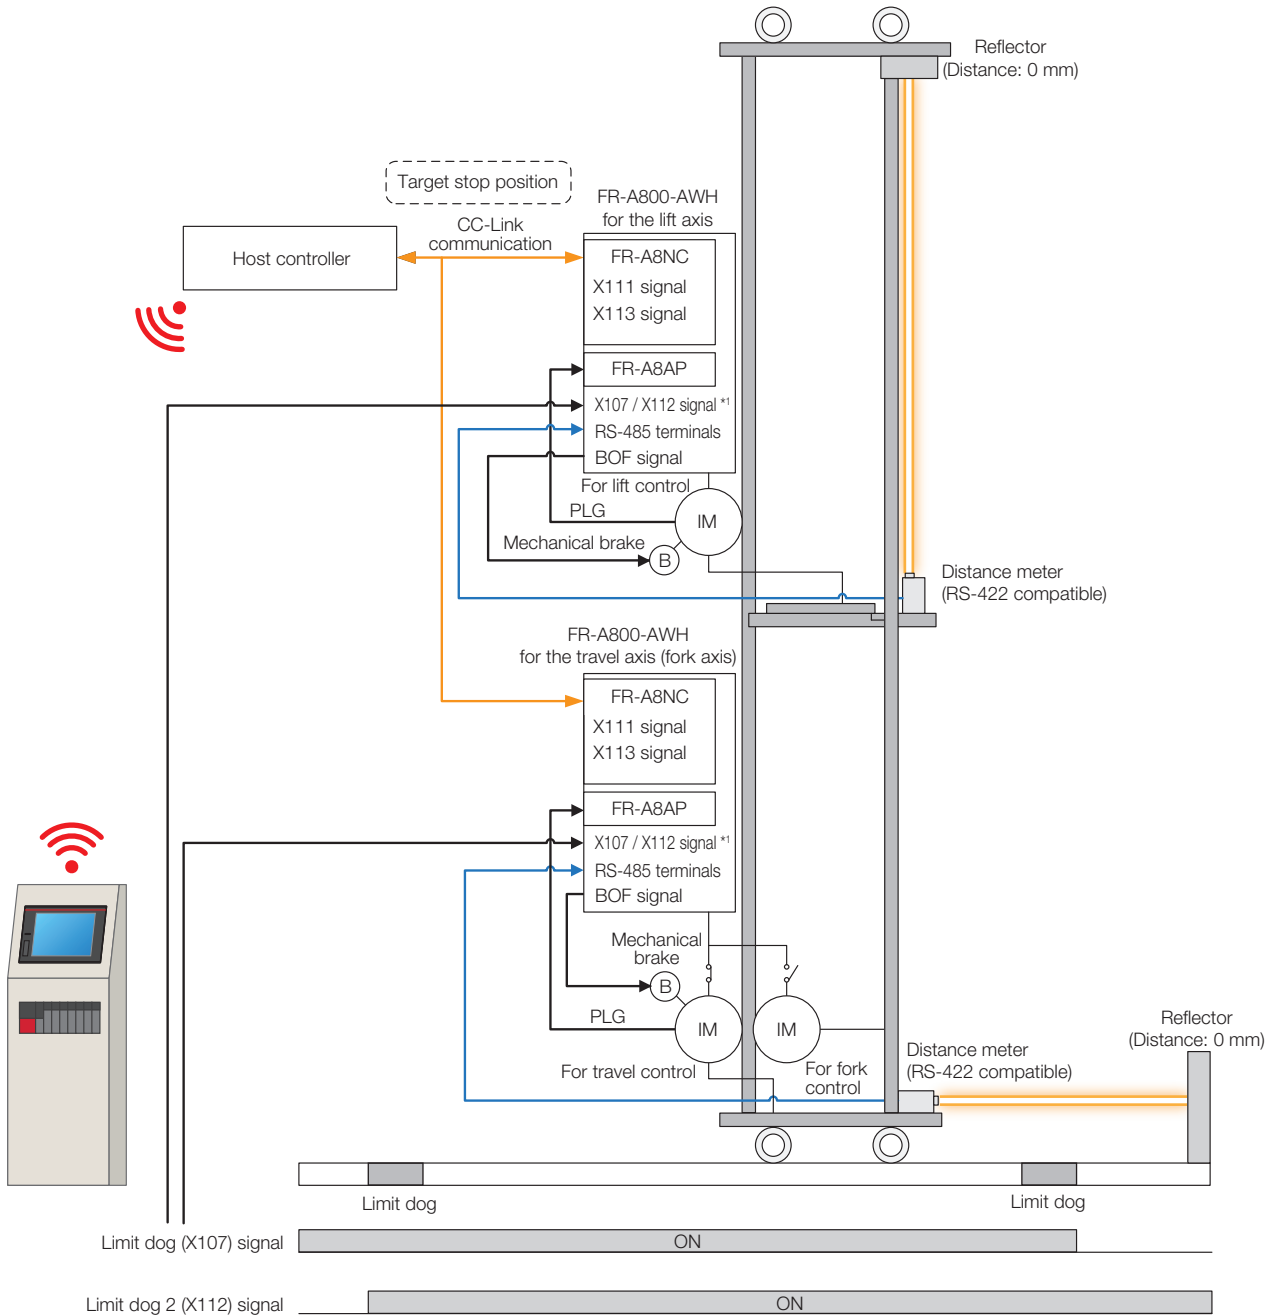 Reflector
(Distance: 0 mm)
Target stop position
FR-A800-AWH
for the lift axis
CC-Link
communication
Host controller
FR-A8NC
X111 signal
X113 signal
FR-A8AP
X107 / X112 signal *1
RS-485 terminals
BOF signal
For lift control
PLG
IM
Mechanical brake
B
Distance meter
(RS-422 compatible)
FR-A800-AWH
for the travel axis (fork axis)
FR-A8NC
X111 signal
X113 signal
FR-A8AP
X107 / X112 signal *1
RS-485 terminals
BOF signal
Mechanical
brake
B
PLG
IM
IM
For travel control
For fork
control
Distance meter
(RS-422 compatible)
Reflector
(Distance: 0 mm)
Limit dog
Limit dog
Limit dog (X107) signal
ON
Limit dog 2 (X112) signal
ON